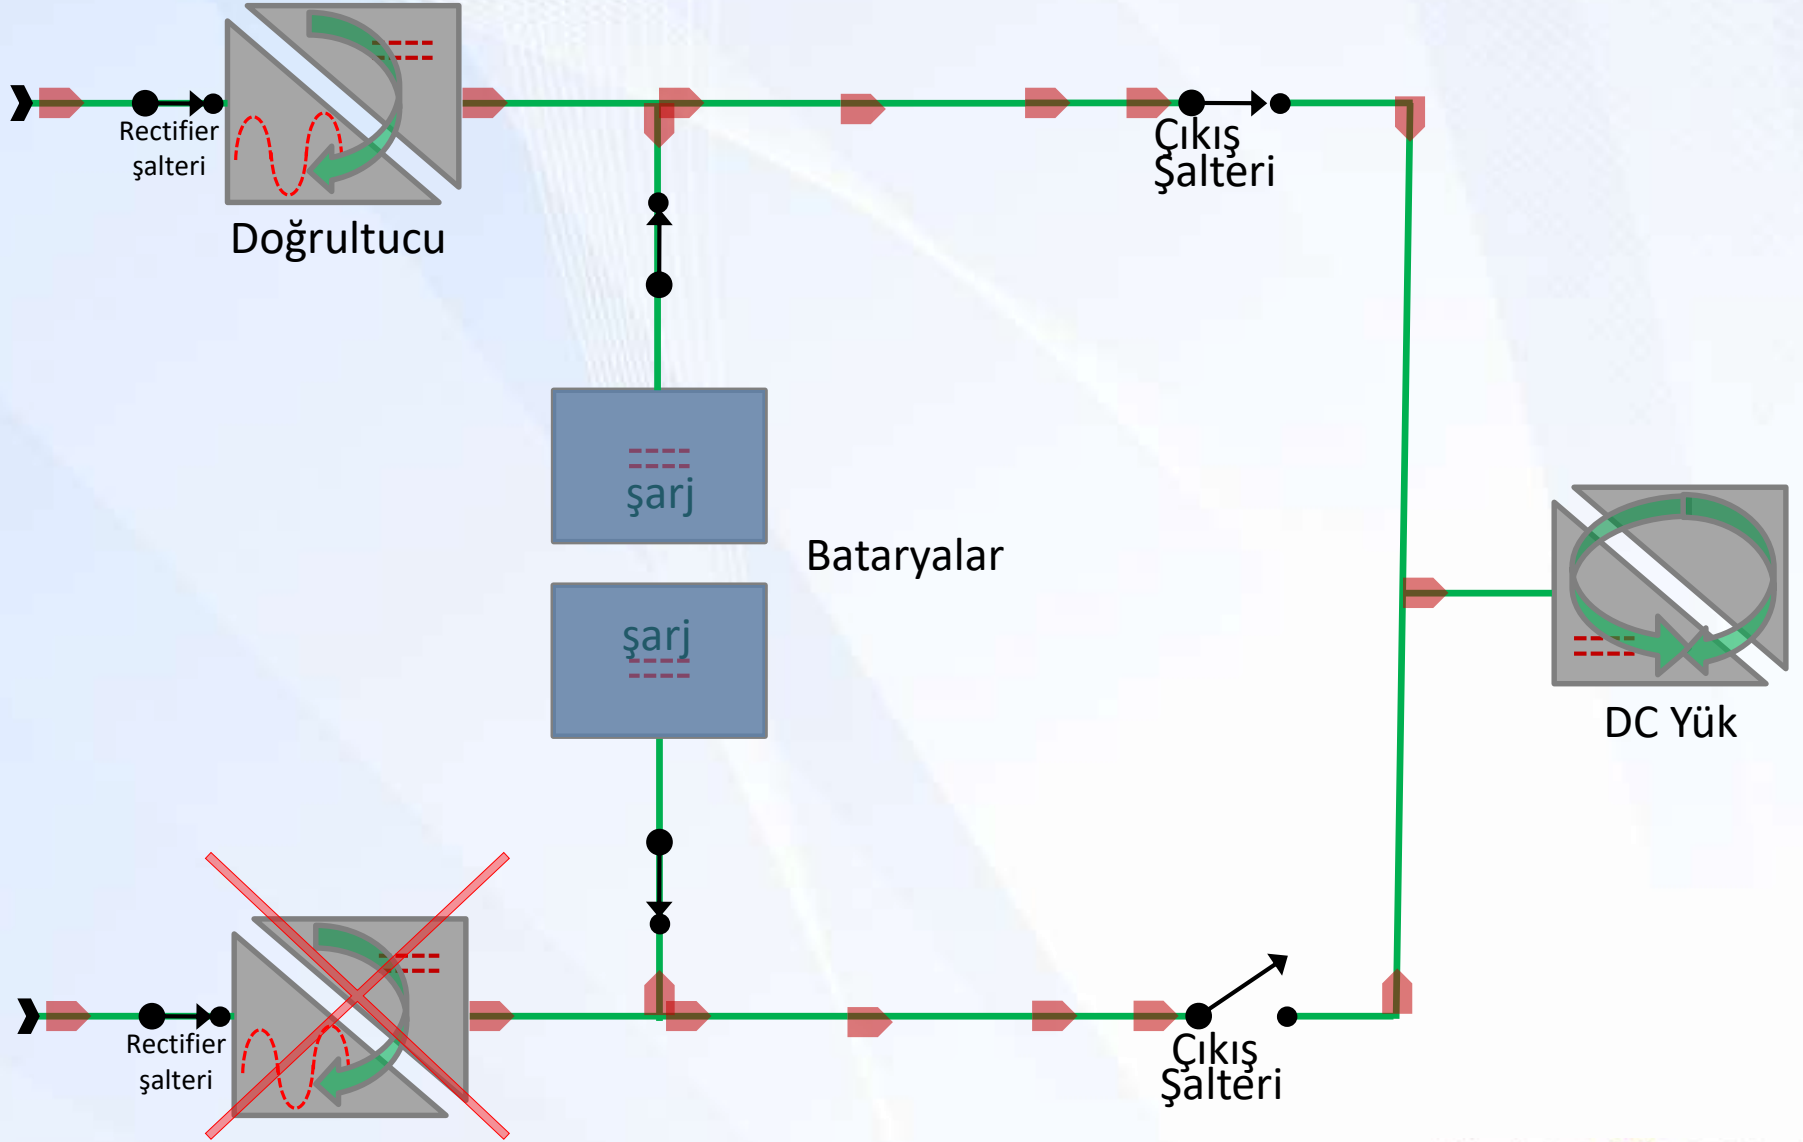 Rectifier
şalteri
Doğrultucu
Çıkış
Şalteri
şarj
Bataryalar
şarj
DC Yük
Rectifier
şalteri
Çıkış
Şalteri